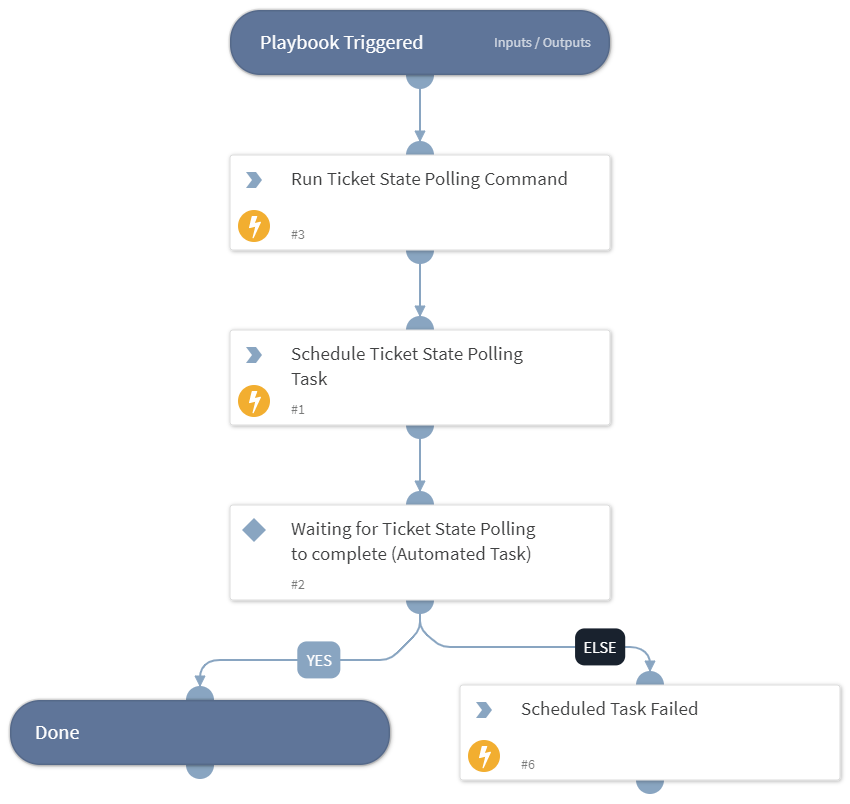 Playbook Triggered
Inputs / Outputs
Run Ticket State Polling Command
#3
Schedule Ticket State Polling
Task
#1
Waiting for Ticket State Polling
to complete (Automated Task)
#2
YES
ELSE
Done
Scheduled Task Failed
#6